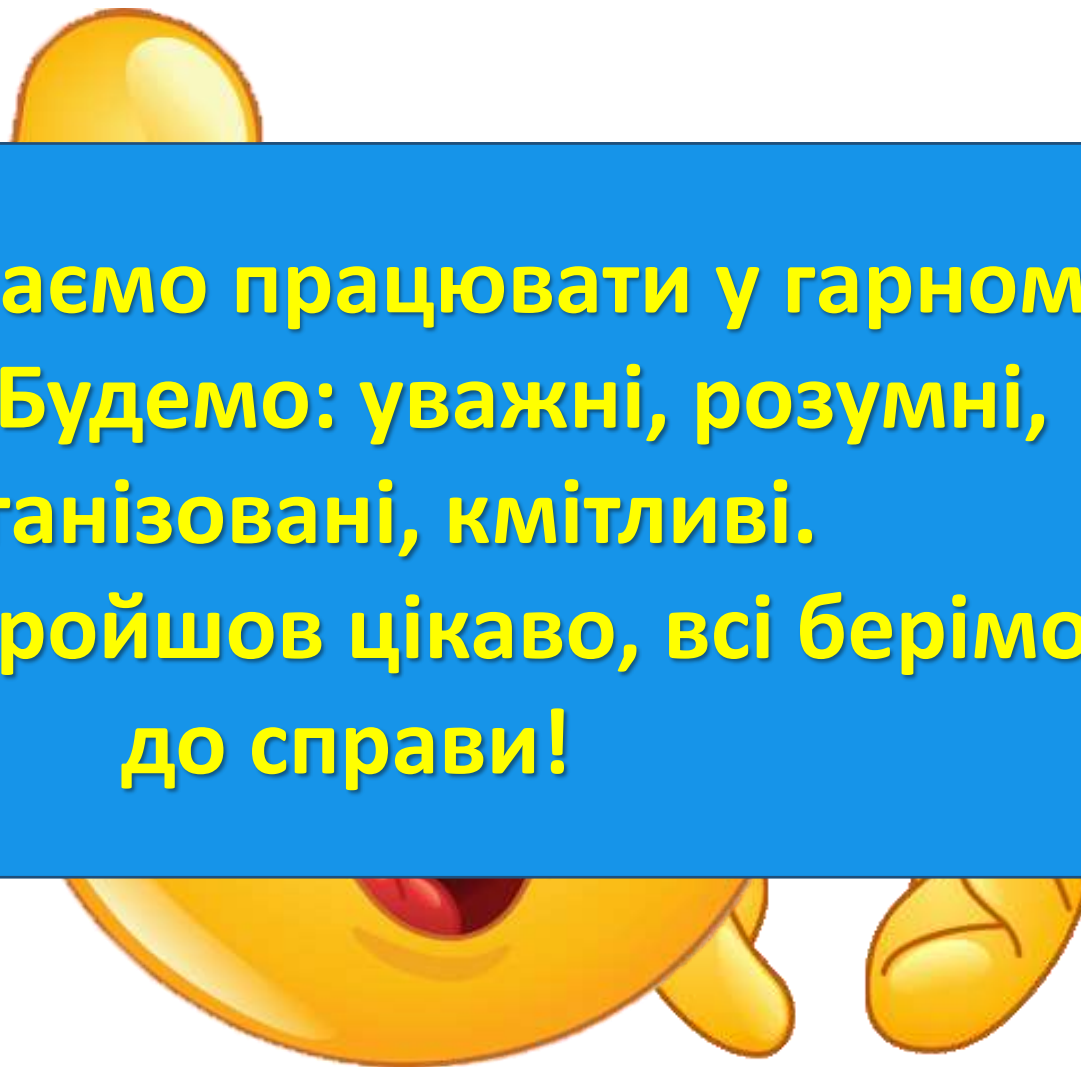 аємо працювати у гарном
Будемо: уважні, розумні,
ганізовані, кмітливі.
ройшов цікаво, всі берімо
до справи!